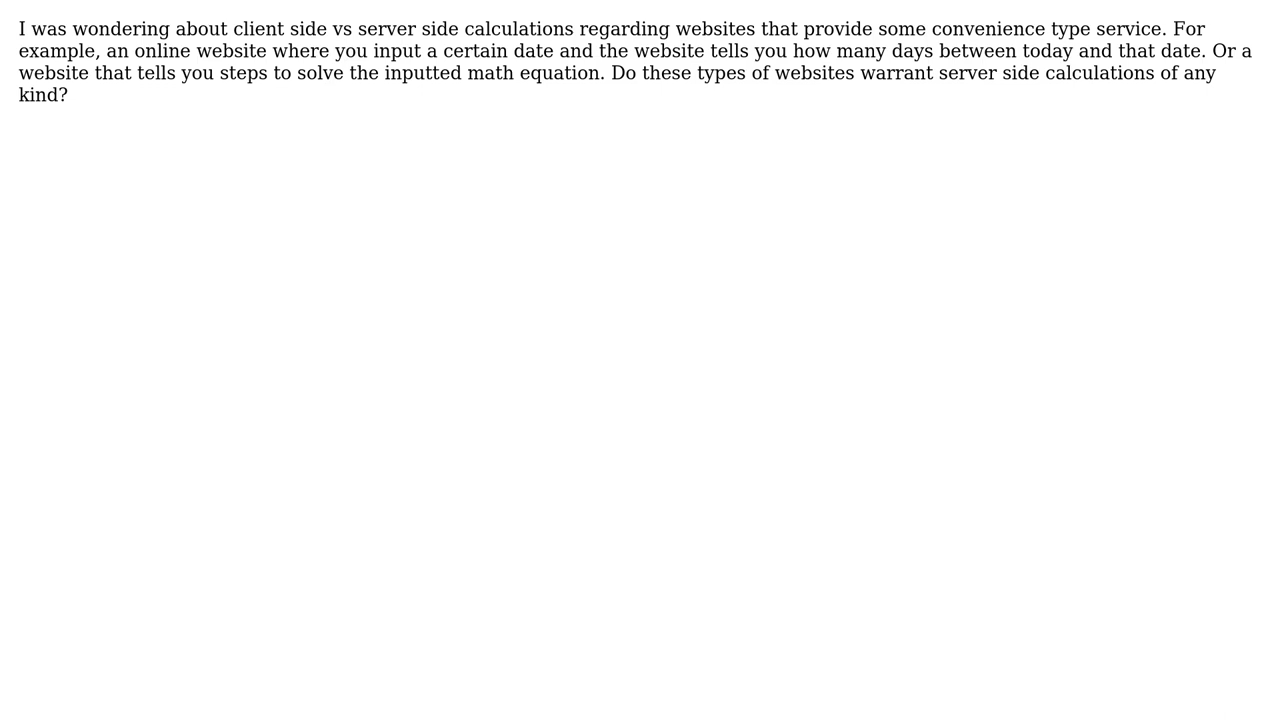 I was wondering about client side vs server side calculations regarding websites that provide some convenience type service. For
example, an online website where you input a certain date and the website tells you how many days between today and that date. Or a
website that tells you steps to solve the inputted math equation. Do these types of websites warrant server side calculations of any
kind?